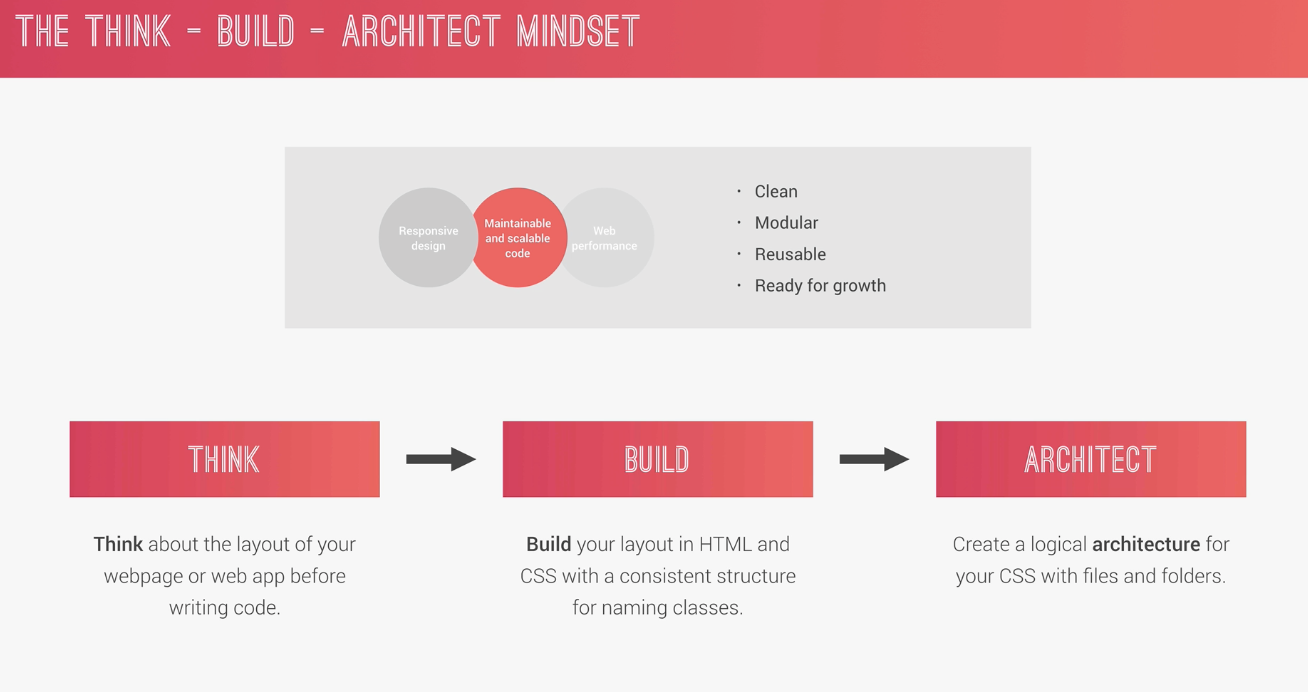 THE THINK – BUILD – ARCHITECT MINDSET
Responsive
design
Maintainable
and scalable
code
Web
performance
· Clean
· Modular
· Reusable
· Ready for growth
THINK
BUILD
ARCHITECT
Think about the layout of your
webpage or web app before
writing code.
Build your layout in HTML and
CSS with a consistent structure
for naming classes.
Create a logical architecture for
your CSS with files and folders.